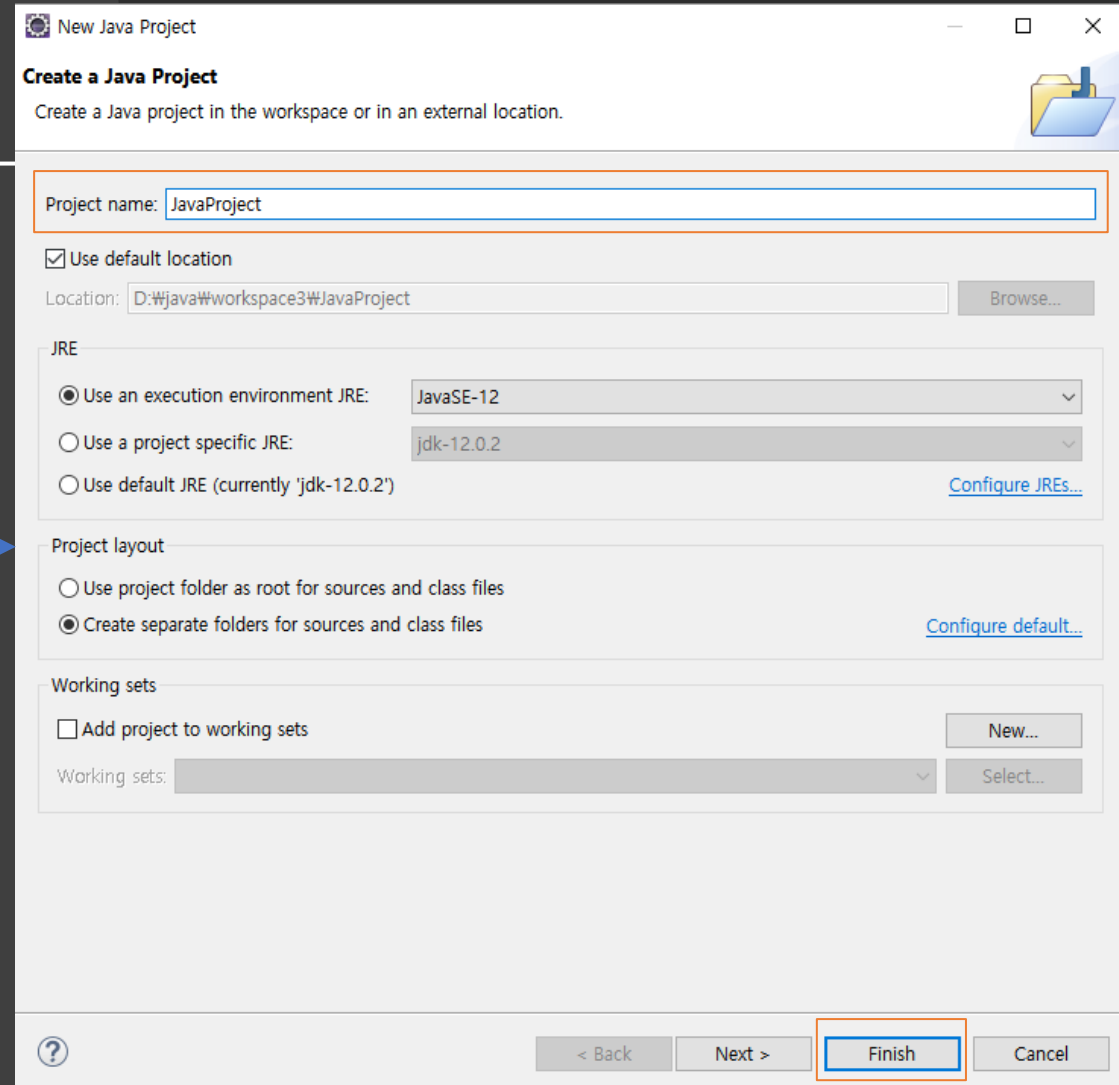 New Java Project
Create a Java Project
Create a Java project in the workspace or in an external location.
Project name: JavaProject
Use default location
Location: D:₩java₩workspace3₩JavaProject Browse...
JRE
Use an execution environment JRE: JavaSE-12
Use a project specific JRE: jdk-12.0.2
Use default JRE (currently 'jdk-12.0.2') Configure JREs...
Project layout
Use project folder as root for sources and class files
Create separate folders for sources and class files Configure default...
Working sets
Add project to working sets New...
Working sets: Select...
? < Back Next > Finish Cancel